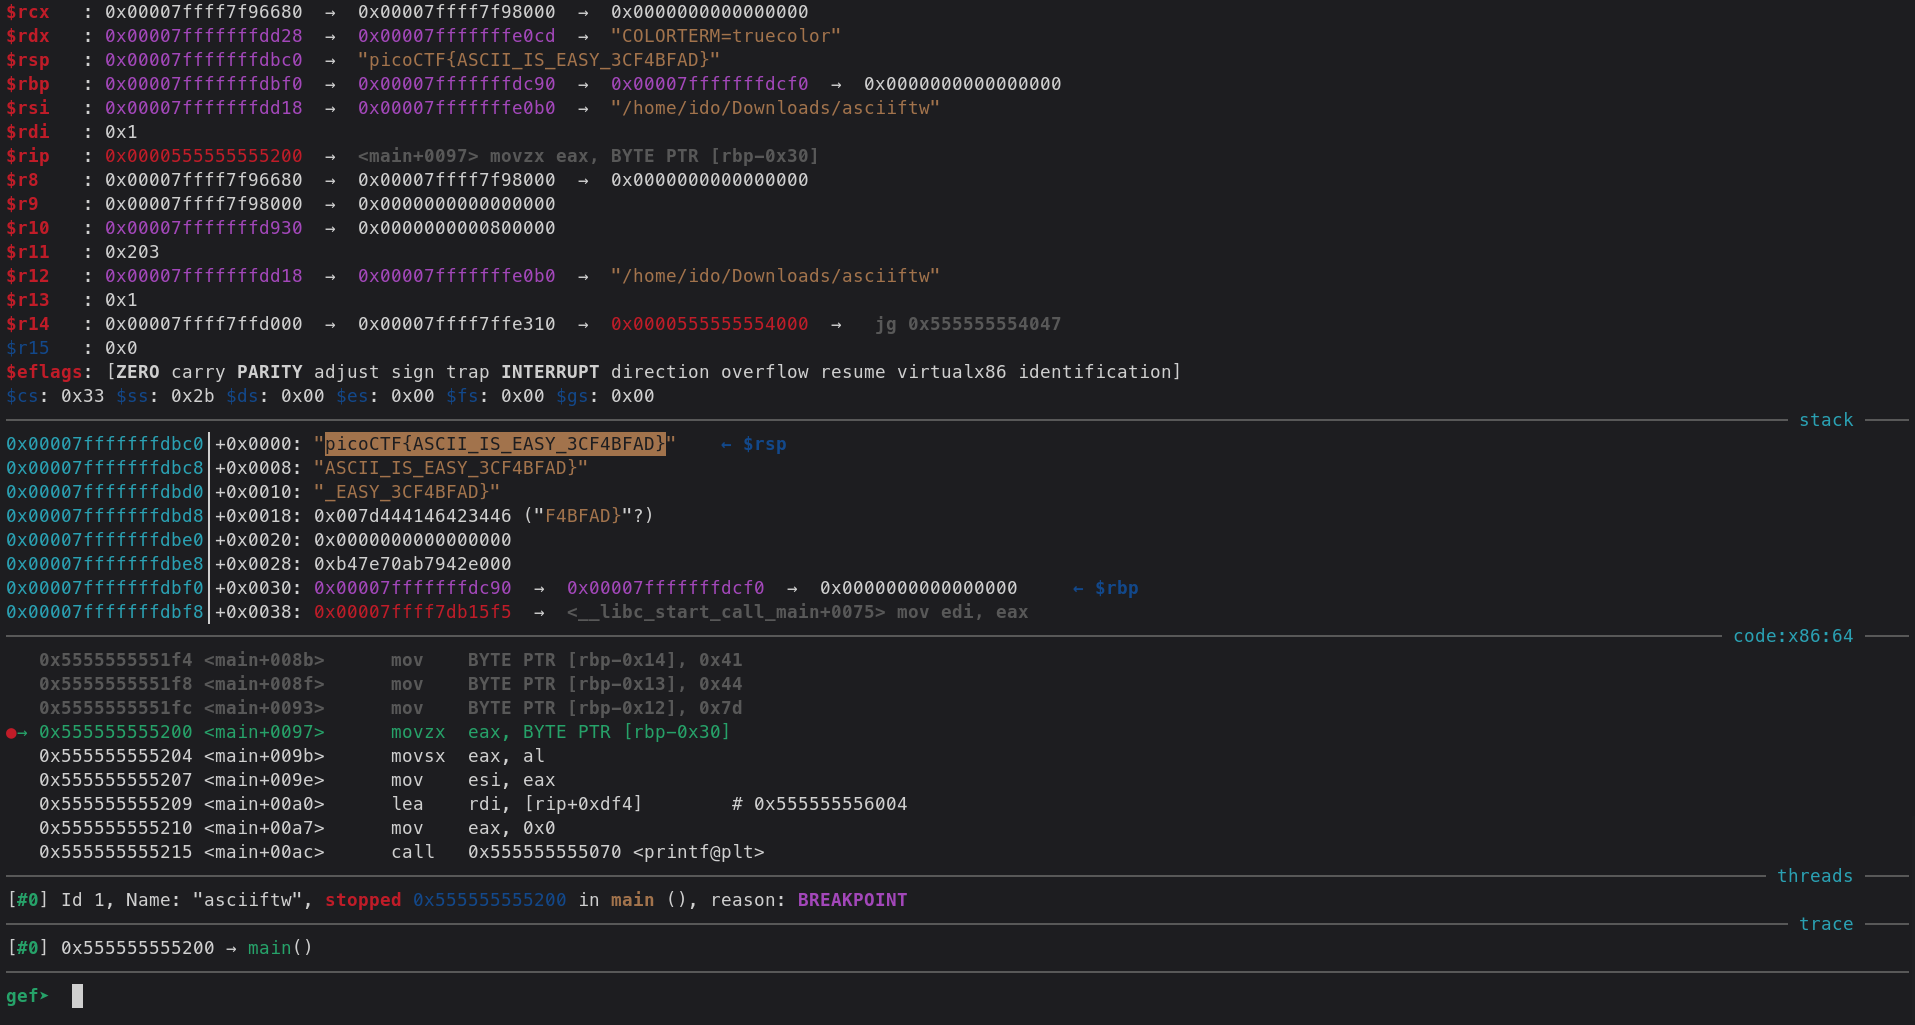 $rcx   : 0x00007ffff7f96680  →  0x00007ffff7f98000  →  0x0000000000000000
$rdx   : 0x00007fffffffdd28  →  0x00007fffffffe0cd  →  "COLORTERM=truecolor"
$rsp   : 0x00007fffffffdbc0  →  "picoCTF{ASCII_IS_EASY_3CF4BFAD}"
$rbp   : 0x00007fffffffdbf0  →  0x00007fffffffdc90  →  0x00007fffffffdcf0  →  0x0000000000000000
$rsi   : 0x00007fffffffdd18  →  0x00007fffffffe0b0  →  "/home/ido/Downloads/asciiftw"
$rdi   : 0x1
$rip   : 0x0000555555555200  →  <main+0097> movzx eax, BYTE PTR [rbp-0x30]
$r8    : 0x00007ffff7f96680  →  0x00007ffff7f98000  →  0x0000000000000000
$r9    : 0x00007ffff7f98000  →  0x0000000000000000
$r10   : 0x00007fffffffd930  →  0x0000000000800000
$r11   : 0x203
$r12   : 0x00007fffffffdd18  →  0x00007fffffffe0b0  →  "/home/ido/Downloads/asciiftw"
$r13   : 0x1
$r14   : 0x00007ffff7ffd000  →  0x00007ffff7ffe310  →  0x0000555555554000  →   jg 0x555555554047
$r15   : 0x0
$eflags: [ZERO carry PARITY adjust sign trap INTERRUPT direction overflow resume virtualx86 identification]
$cs: 0x33 $ss: 0x2b $ds: 0x00 $es: 0x00 $fs: 0x00 $gs: 0x00
stack
0x00007fffffffdbc0│+0x0000: "picoCTF{ASCII_IS_EASY_3CF4BFAD}"    ← $rsp
0x00007fffffffdbc8│+0x0008: "ASCII_IS_EASY_3CF4BFAD}"
0x00007fffffffdbd0│+0x0010: "_EASY_3CF4BFAD}"
0x00007fffffffdbd8│+0x0018: 0x007d444146423446 ("F4BFAD}"?)
0x00007fffffffdbe0│+0x0020: 0x0000000000000000
0x00007fffffffdbe8│+0x0028: 0xb47e70ab7942e000
0x00007fffffffdbf0│+0x0030: 0x00007fffffffdc90  →  0x00007fffffffdcf0  →  0x0000000000000000     ← $rbp
0x00007fffffffdbf8│+0x0038: 0x00007ffff7db15f5  →  <__libc_start_call_main+0075> mov edi, eax
code:x86:64
   0x5555555551f4 <main+008b>      mov    BYTE PTR [rbp-0x14], 0x41
   0x5555555551f8 <main+008f>      mov    BYTE PTR [rbp-0x13], 0x44
   0x5555555551fc <main+0093>      mov    BYTE PTR [rbp-0x12], 0x7d
●→ 0x555555555200 <main+0097>      movzx  eax, BYTE PTR [rbp-0x30]
   0x555555555204 <main+009b>      movsx  eax, al
   0x555555555207 <main+009e>      mov    esi, eax
   0x555555555209 <main+00a0>      lea    rdi, [rip+0xdf4]        # 0x555555556004
   0x555555555210 <main+00a7>      mov    eax, 0x0
   0x555555555215 <main+00ac>      call   0x555555555070 <printf@plt>
threads
[#0] Id 1, Name: "asciiftw", stopped 0x555555555200 in main (), reason: BREAKPOINT
trace
[#0] 0x555555555200 → main()
gef➤